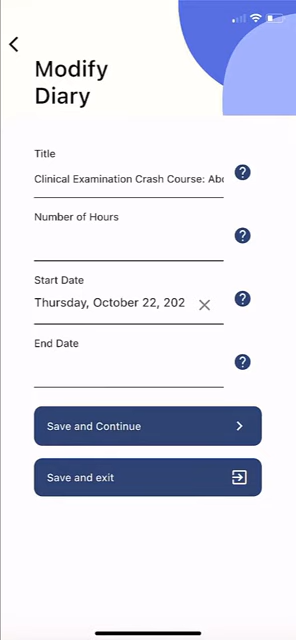 Modify
Diary
Title
Clinical Examination Crash Course: Abd
?
Number of Hours
?
Start Date
Thursday, October 22, 202
?
End Date
?
Save and Continue
Save and exit